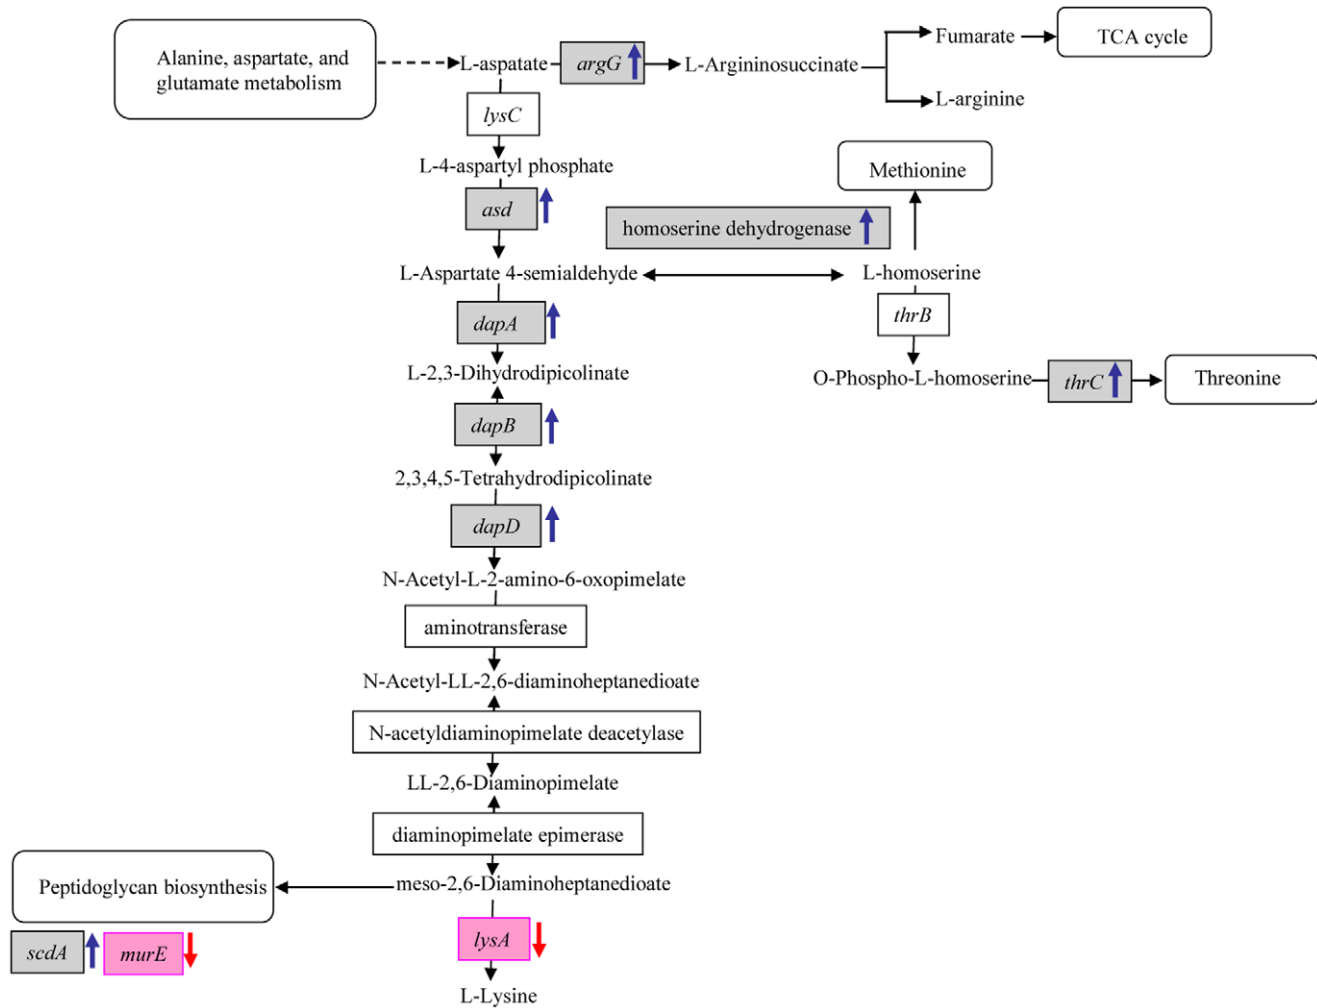 Alanine, aspartate, and
glutamate metabolism
L-aspatate
argG
L-Argininosuccinate
Fumarate
TCA cycle
L-arginine
lysC
L-4-aspartyl phosphate
Methionine
asd
homoserine dehydrogenase
L-Aspartate 4-semialdehyde
L-homoserine
dapA
thrB
L-2,3-Dihydrodipicolinate
O-Phospho-L-homoserine
thrC
Threonine
dapB
2,3,4,5-Tetrahydrodipicolinate
dapD
N-Acetyl-L-2-amino-6-oxopimelate
aminotransferase
N-Acetyl-LL-2,6-diaminoheptanedioate
N-acetyldiaminopimelate deacetylase
LL-2,6-Diaminopimelate
diaminopimelate epimerase
Peptidoglycan biosynthesis
meso-2,6-Diaminoheptanedioate
scdA
murE
lysA
L-Lysine